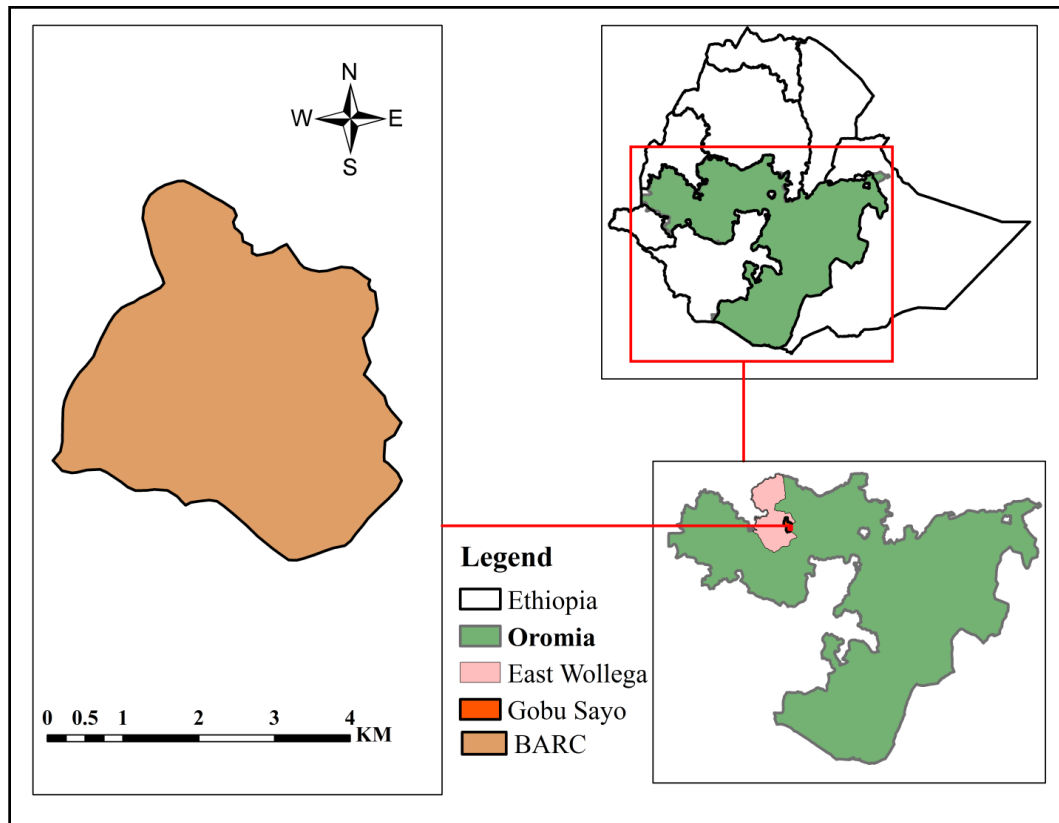 N
W E
S
0 0.5 1 2 3 4
KM
Legend
Ethiopia
Oromia
East Wollega
Gobu Sayo
BARC